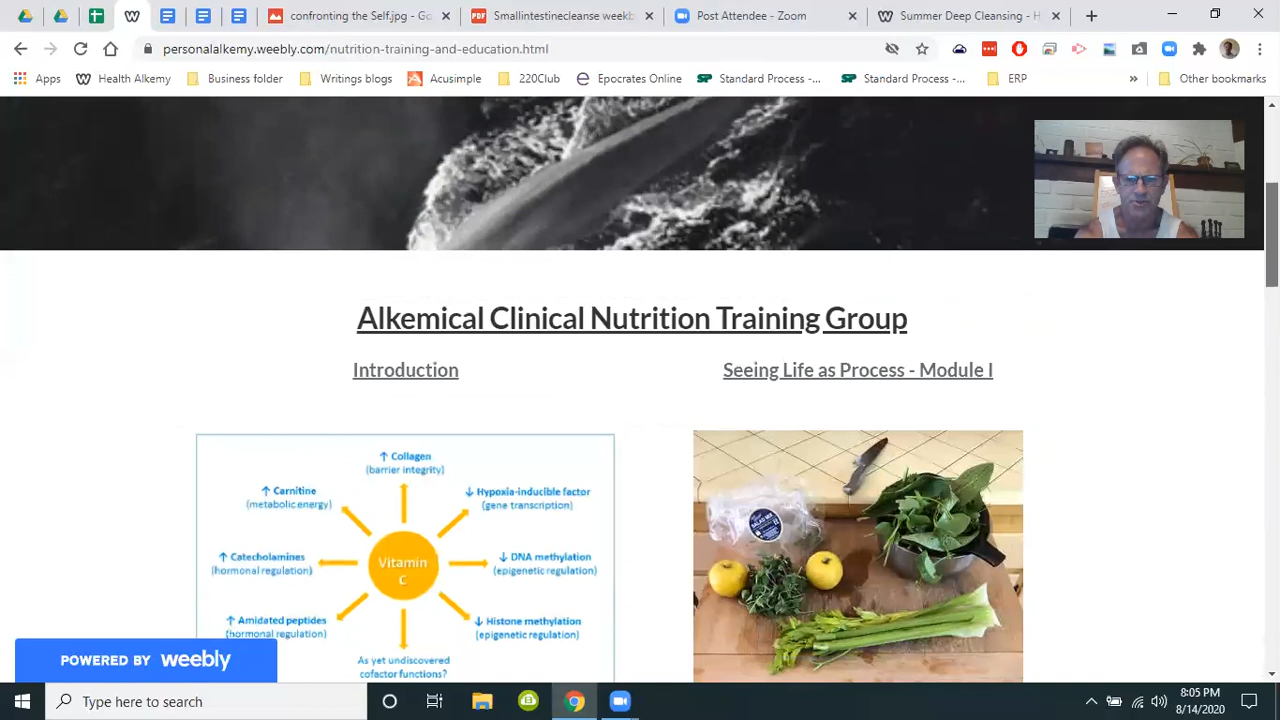 confronting the Self.jpg - Go
Smallintestinecleanse weekl
Post Attendee - Zoom
Summer Deep Cleansing - H
personalalkemy.weebly.com/nutrition-training-and-education.html
Apps
Health Alkemy
Business folder
Writings blogs
Acusimple
220Club
Epocrates Online
Standard Process -...
Standard Process -...
ERP
»
Other bookmarks
Alkemical Clinical Nutrition Training Group
Introduction
Seeing Life as Process - Module I
↑ Collagen
(barrier integrity)
↑ Carnitine
(metabolic energy)
↓ Hypoxia-inducible factor
(gene transcription)
↑ Catecholamines
(hormonal regulation)
Vitamin
C
↓ DNA methylation
(epigenetic regulation)
↑ Amidated peptides
(hormonal regulation)
↓ Histone methylation
(epigenetic regulation)
As yet undiscovered
cofactor functions?
SALAD MIX
POWERED BY weebly
Type here to search
8:05 PM
8/14/2020